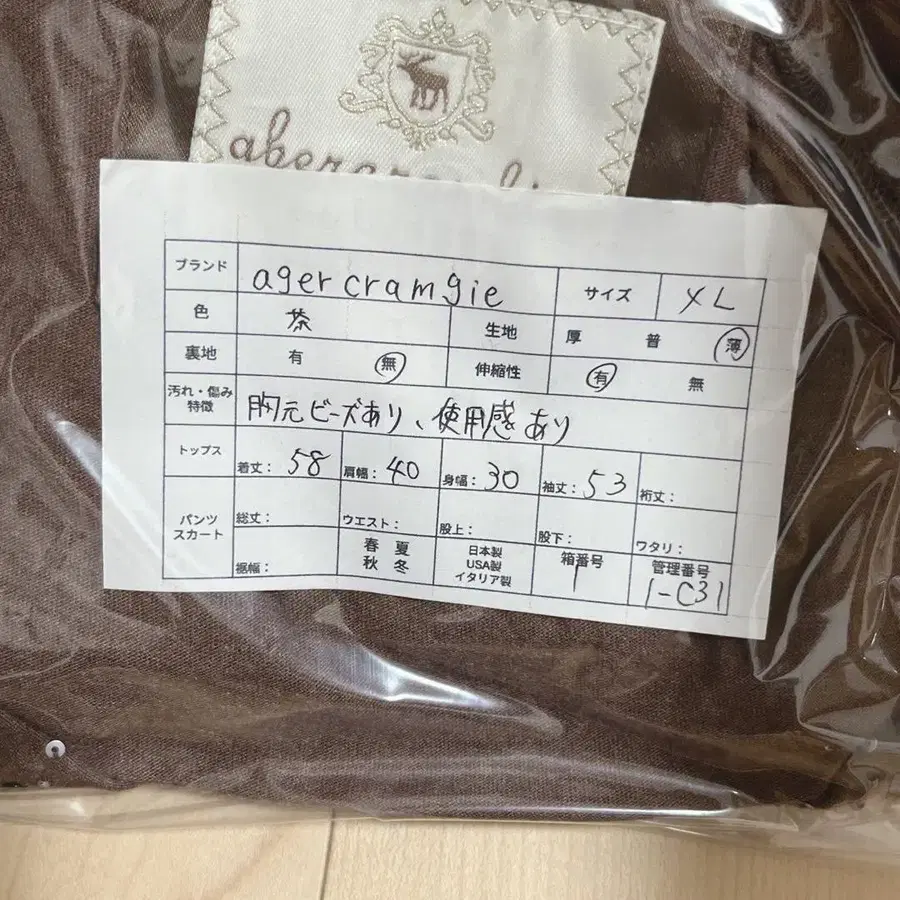 abercrombi
ブランド agercramgie サイズ XL
色 茶 生地 厚 普 薄
裏地 有 無 伸縮性 有 無
汚れ・傷み
特徴 胸元ビーズあり、使用感あり
トップス 着丈: 58 肩幅: 40 身幅: 30 袖丈: 53 裄丈:
パンツ
スカート 総丈: ウエスト: 股上: 股下: ワタリ:
裾幅: 春 夏
秋 冬 日本製
USA製
イタリア製 箱番号
1 管理番号
1-C31